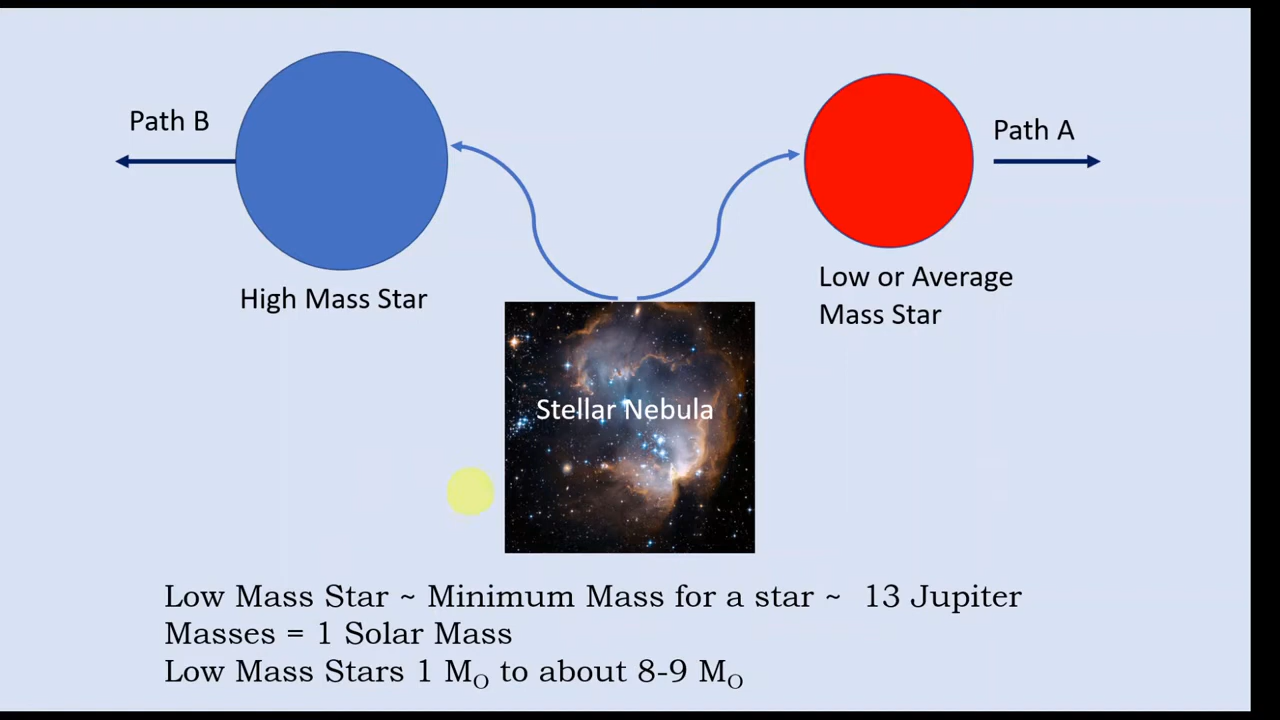 Path B
Path A
High Mass Star
Low or Average
Mass Star
Stellar Nebula
Low Mass Star ~ Minimum Mass for a star ~ 13 Jupiter
Masses = 1 Solar Mass
Low Mass Stars 1 MO to about 8-9 MO